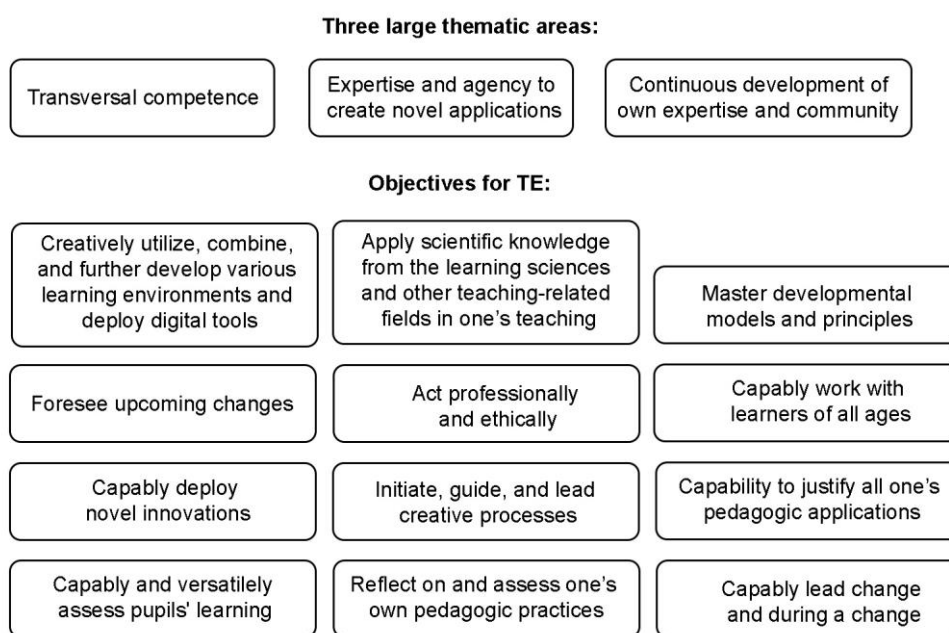 Three large thematic areas:
Transversal competence
Expertise and agency to
create novel applications
Continuous development of
own expertise and community
Objectives for TE:
Creatively utilize, combine,
and further develop various
learning environments and
deploy digital tools
Apply scientific knowledge
from the learning sciences
and other teaching-related
fields in one's teaching
Master developmental
models and principles
Foresee upcoming changes
Act professionally
and ethically
Capably work with
learners of all ages
Capably deploy
novel innovations
Initiate, guide, and lead
creative processes
Capability to justify all one's
pedagogic applications
Capably and versatilely
assess pupils' learning
Reflect on and assess one's
own pedagogic practices
Capably lead change
and during a change